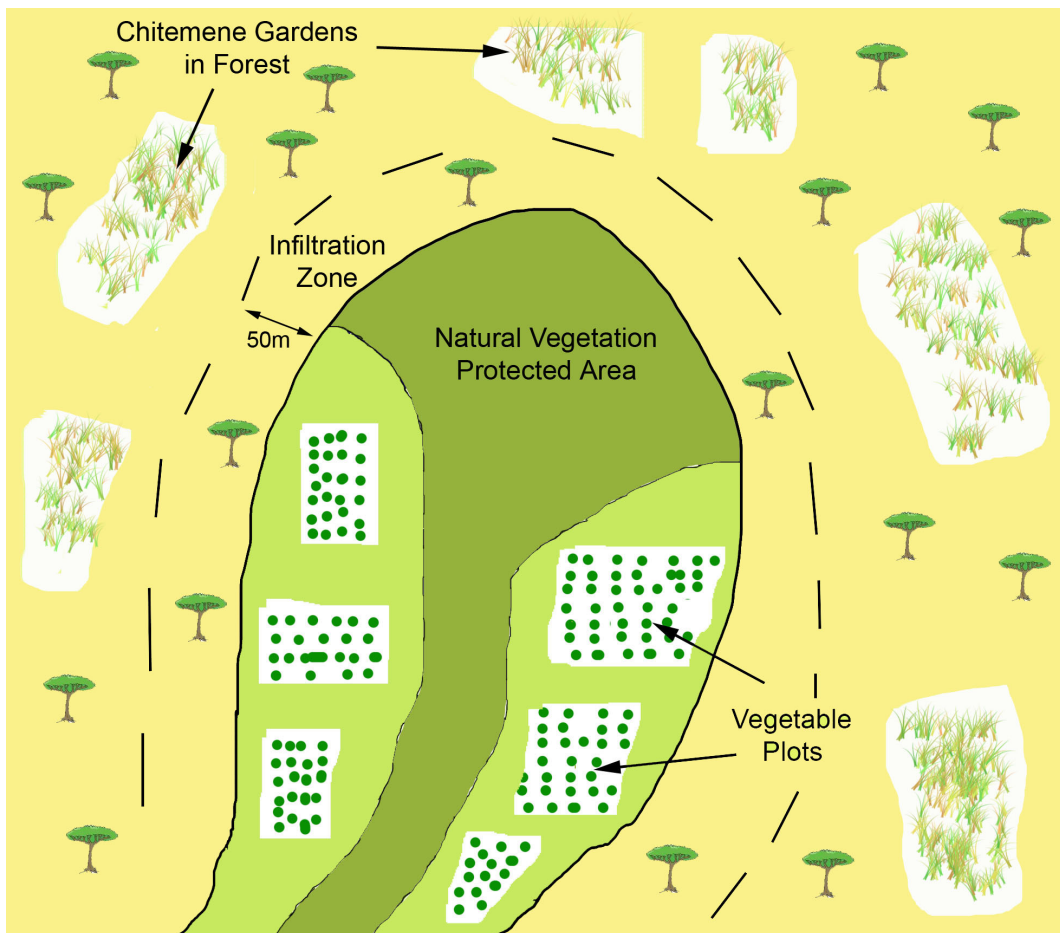 Chitemene Gardens
in Forest
Infiltration
Zone
50m
Natural Vegetation
Protected Area
Vegetable
Plots